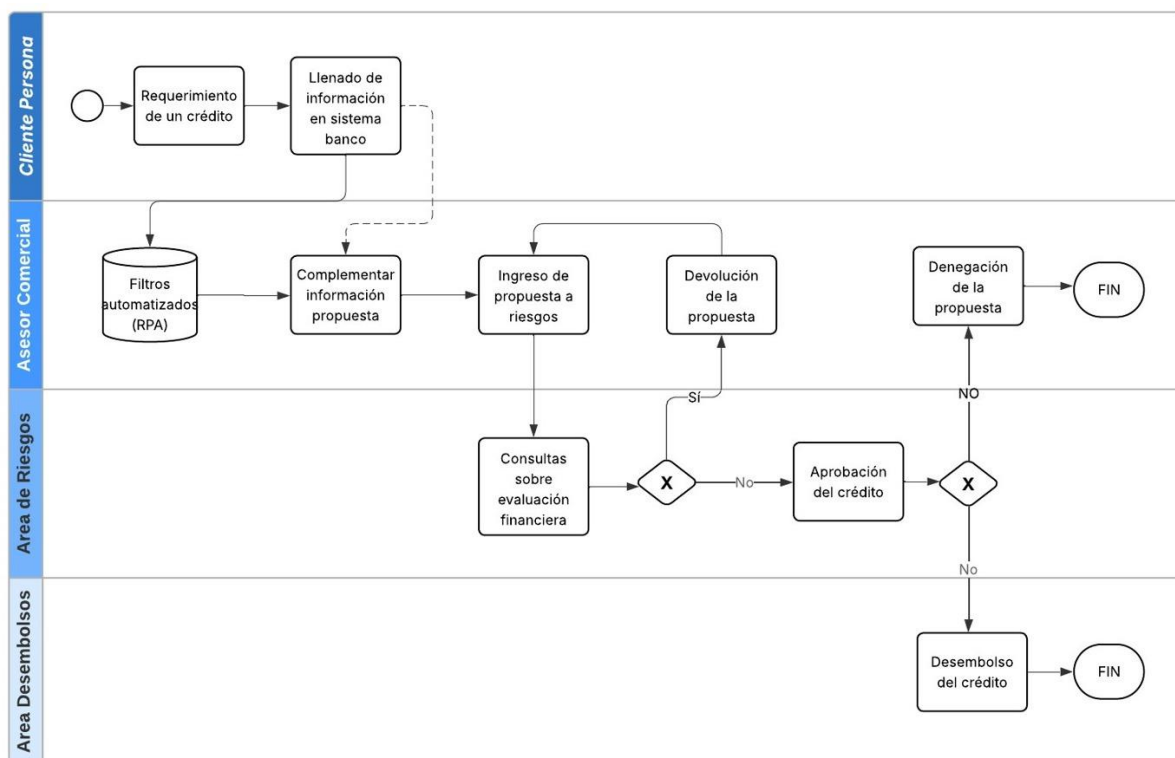 Cliente Persona
Requerimiento
de un crédito
Llenado de
información
en sistema
banco
Asesor Comercial
Filtros
automatizados
(RPA)
Complementar
información
propuesta
Ingreso de
propuesta a
riesgos
Devolución de
la propuesta
Denegación
de la
propuesta
FIN
Area de Riesgos
Consultas
sobre
evaluación
financiera
X
Sí
No
Aprobación
del crédito
X
NO
No
Area Desembolsos
Desembolso
del crédito
FIN